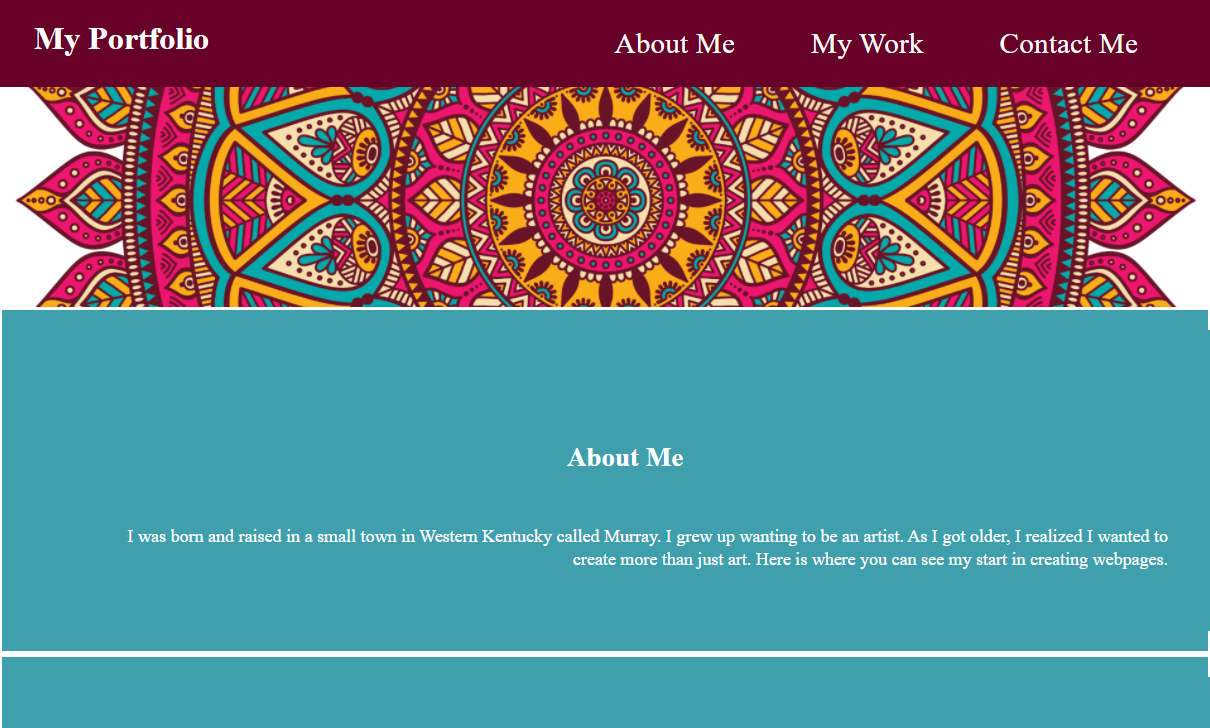 My Portfolio
About Me
My Work
Contact Me
About Me
I was born and raised in a small town in Western Kentucky called Murray. I grew up wanting to be an artist. As I got older, I realized I wanted to
create more than just art. Here is where you can see my start in creating webpages.